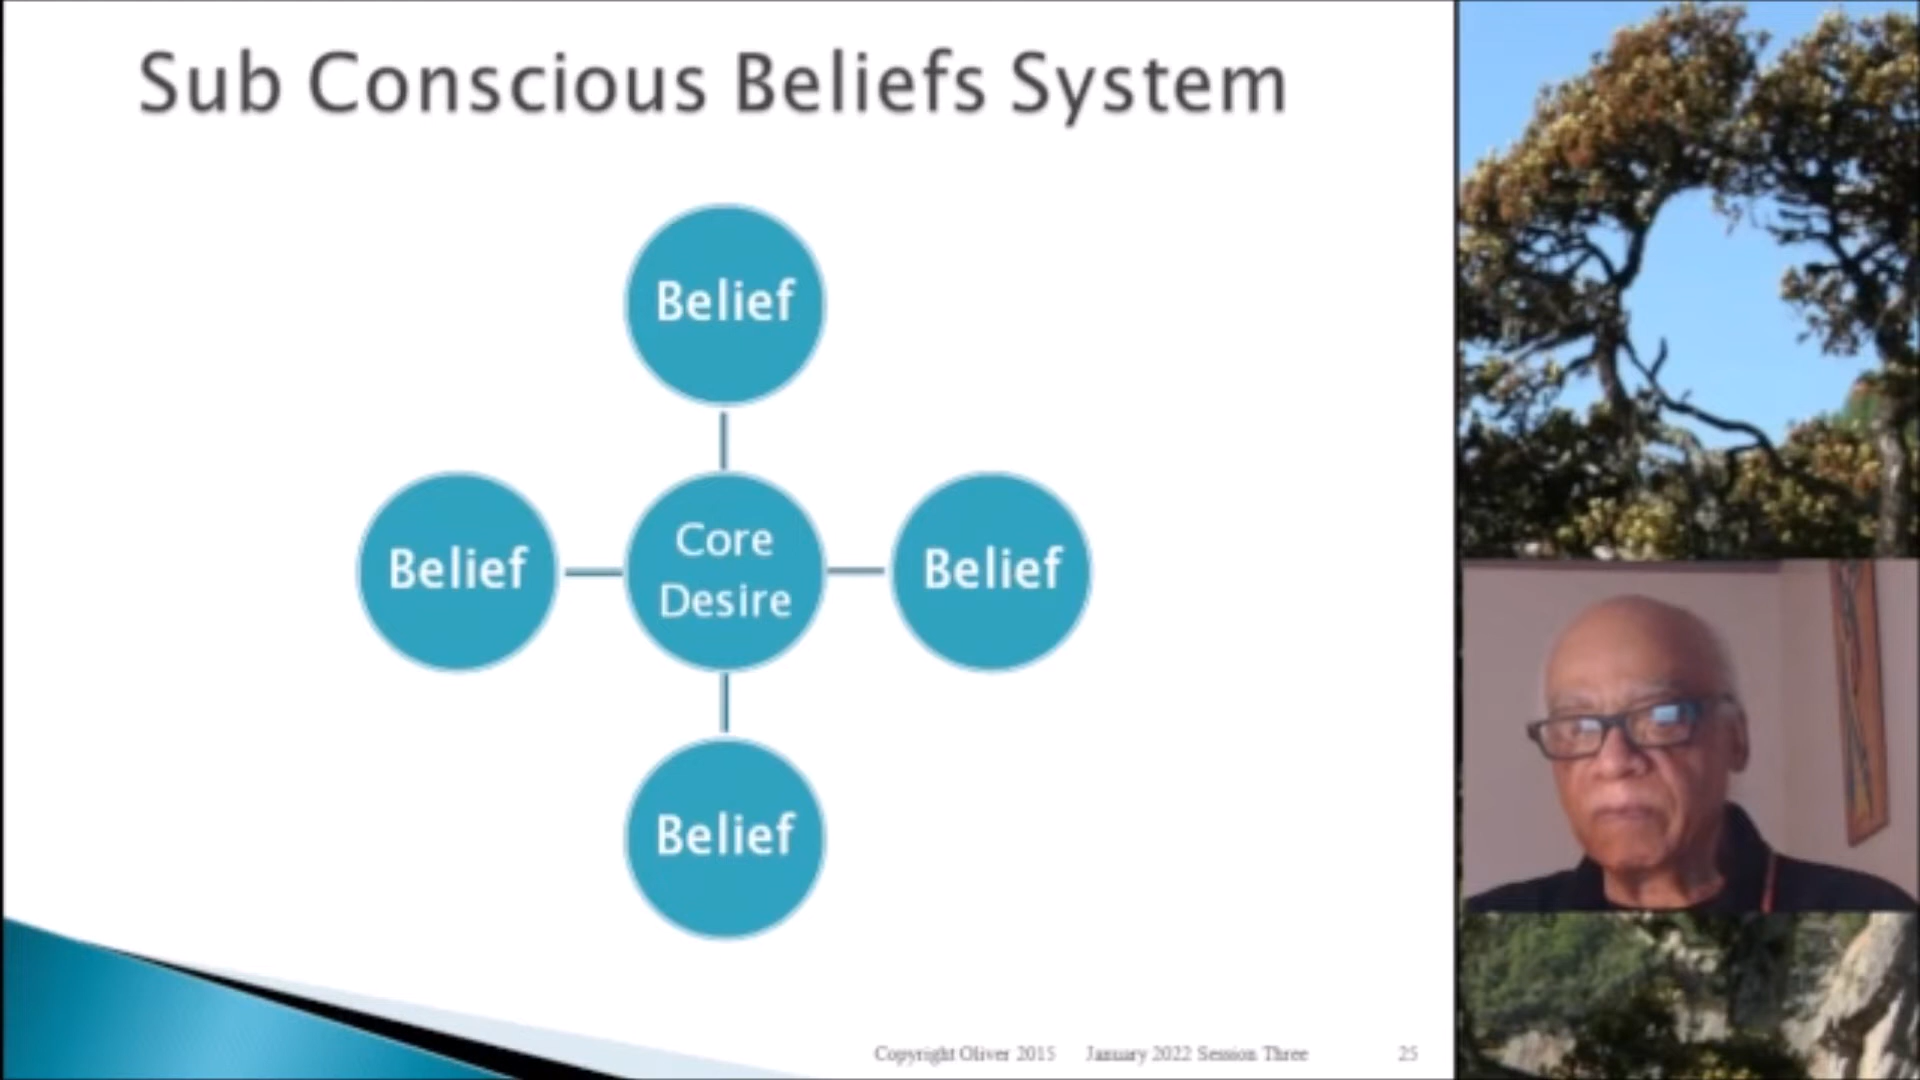 Sub Conscious Beliefs System
Belief
Belief
Core
Desire
Belief
Belief
Copyright Oliver 2015 January 2022 Session Three 25